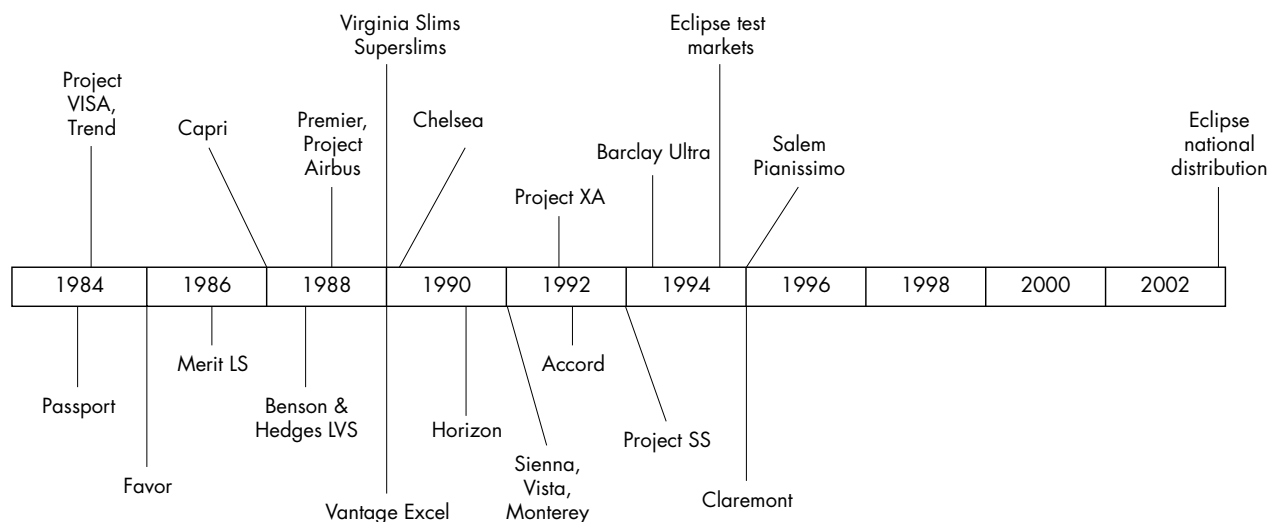 Virginia Slims
Superslims
Eclipse test
markets
Project
VISA,
Trend
Capri
Premier,
Project
Airbus
Chelsea
Barclay Ultra
Salem
Pianissimo
Eclipse
national
distribution
Project XA
1984
1986
1988
1990
1992
1994
1996
1998
2000
2002
Passport
Favor
Merit LS
Benson &
Hedges LVS
Vantage Excel
Horizon
Sienna,
Vista,
Monterey
Accord
Project SS
Claremont